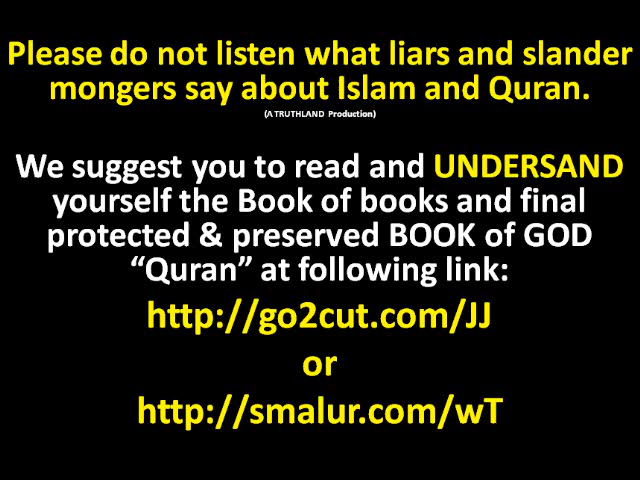 Please do not listen what liars and slander
mongers say about Islam and Quran.
(A TRUTHLAND Production)
We suggest you to read and UNDERSAND
yourself the Book of books and final
protected & preserved BOOK of GOD
“Quran” at following link:
http://go2cut.com/JJ
or
http://smalur.com/wT